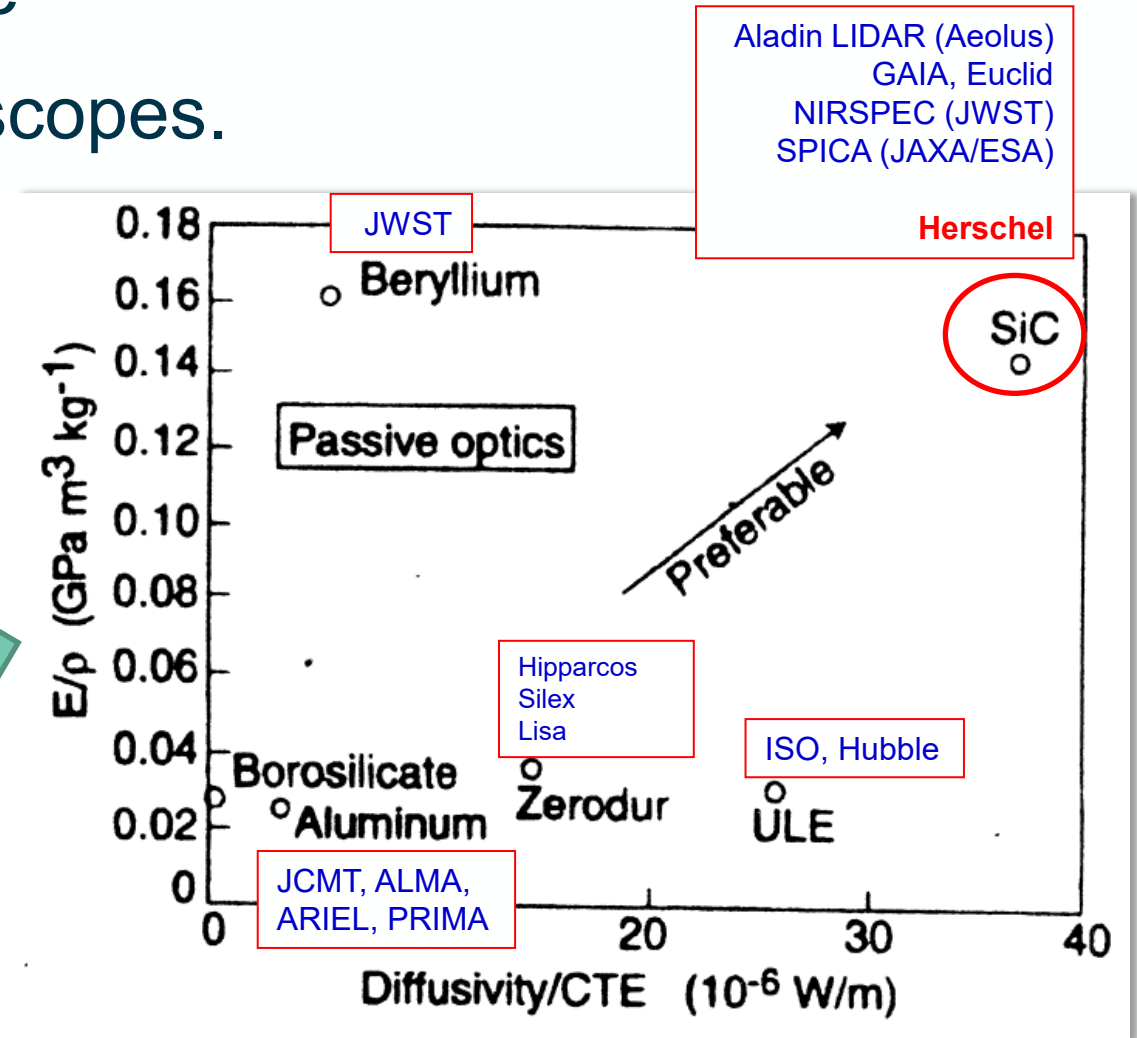 scopes.
Aladin LIDAR (Aeolus)
GAIA, Euclid
NIRSPEC (JWST)
SPICA (JAXA/ESA)
Herschel
JWST
Beryllium
SiC
Passive optics
Preferable
Hipparcos
Silex
Lisa
ISO, Hubble
Borosilicate
Aluminum
Zerodur
ULE
JCMT, ALMA,
ARIEL, PRIMA
E/ρ (GPa m³ kg⁻¹)
0.18
0.16
0.14
0.12
0.10
0.08
0.06
0.04
0.02
0
0 20 30 40
Diffusivity/CTE (10⁻⁶ W/m)